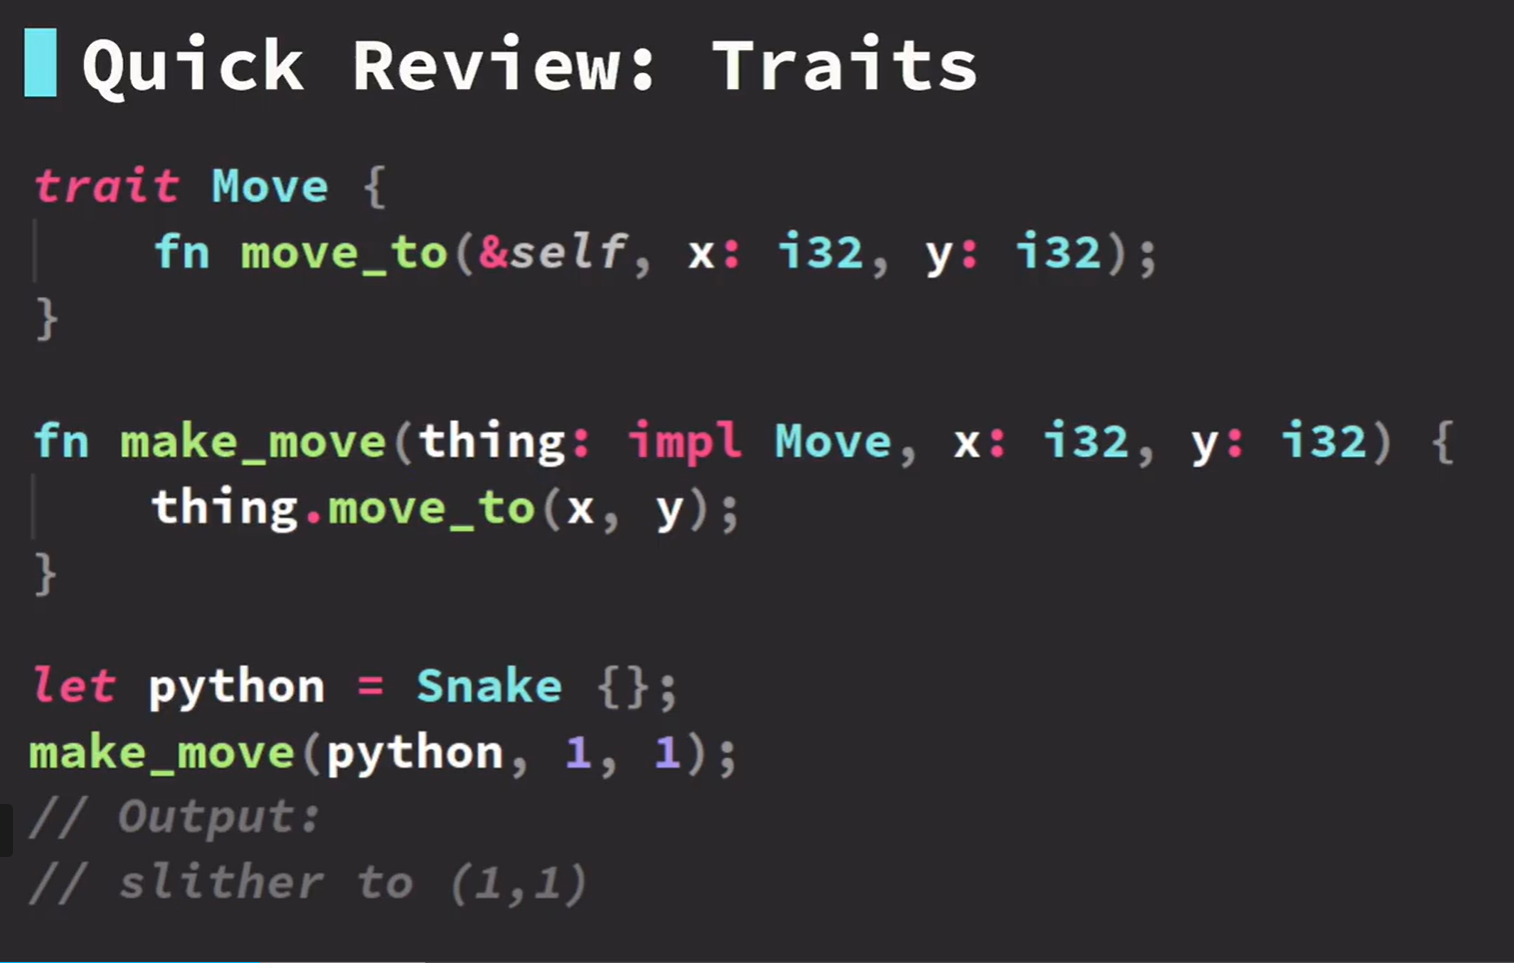 Quick Review: Traits
trait Move {
    fn move_to(&self, x: i32, y: i32);
}
fn make_move(thing: impl Move, x: i32, y: i32) {
    thing.move_to(x, y);
}
let python = Snake {};
make_move(python, 1, 1);
// Output:
// slither to (1,1)